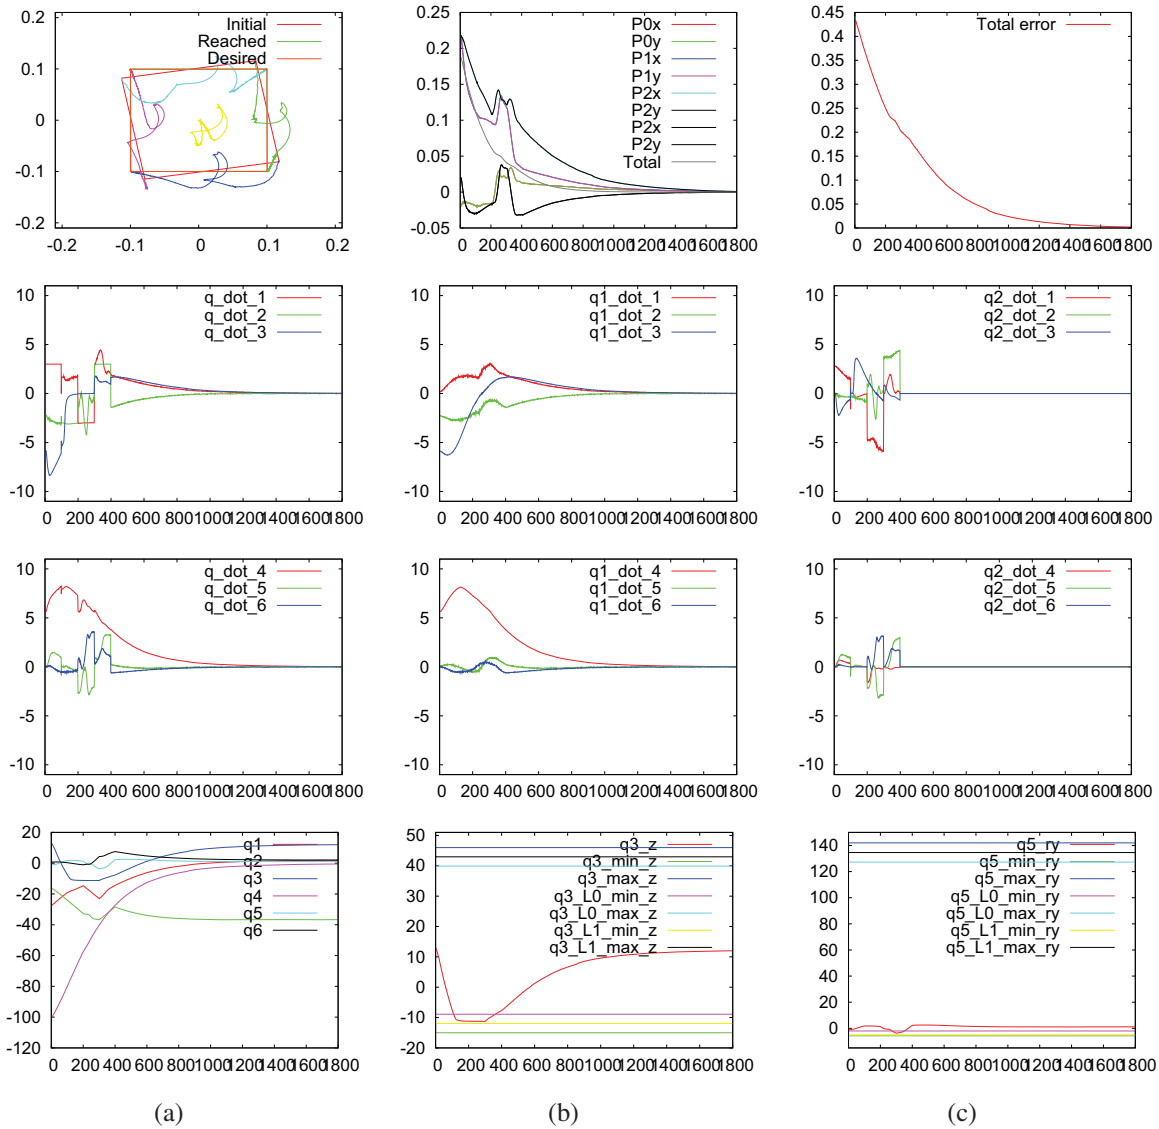 0.2
0.1
0
-0.1
-0.2
-0.2 -0.1 0 0.1 0.2
Initial
Reached
Desired
0.25
0.2
0.15
0.1
0.05
0
0.05
0 200 400 600 800 1000 1200 1400 1600 1800
P0x
P0y
P1x
P1y
P2x
P2y
P2x
P2y
Total
0.45
0.4
0.35
0.3
0.25
0.2
0.15
0.1
0.05
0
0 200 400 600 800 1000 1200 1400 1600 1800
Total error
10
5
0
-5
-10
0 200 400 600 800 1000 1200 1400 1600 1800
q_dot_1
q_dot_2
q_dot_3
10
5
0
-5
-10
0 200 400 600 800 1000 1200 1400 1600 1800
q1_dot_1
q1_dot_2
q1_dot_3
10
5
0
-5
-10
0 200 400 600 800 1000 1200 1400 1600 1800
q2_dot_1
q2_dot_2
q2_dot_3
10
5
0
-5
-10
0 200 400 600 800 1000 1200 1400 1600 1800
q_dot_4
q_dot_5
q_dot_6
10
5
0
-5
-10
0 200 400 600 800 1000 1200 1400 1600 1800
q1_dot_4
q1_dot_5
q1_dot_6
10
5
0
-5
-10
0 200 400 600 800 1000 1200 1400 1600 1800
q2_dot_4
q2_dot_5
q2_dot_6
20
0
-20
-40
-60
-80
-100
-120
0 200 400 600 800 1000 1200 1400 1600 1800
q1
q2
q3
q4
q5
q6
50
40
30
20
10
0
-10
-20
0 200 400 600 800 1000 1200 1400 1600 1800
q3_z
q3_min_z
q3_max_z
q3_L0_min_z
q3_L0_max_z
q3_L1_min_z
q3_L1_max_z
140
120
100
80
60
40
20
0
0 200 400 600 800 1000 1200 1400 1600 1800
q5_ry
q5_min_ry
q5_max_ry
q5_L0_min_ry
q5_L0_max_ry
q5_L1_min_ry
q5_L1_max_ry
(a) (b) (c)